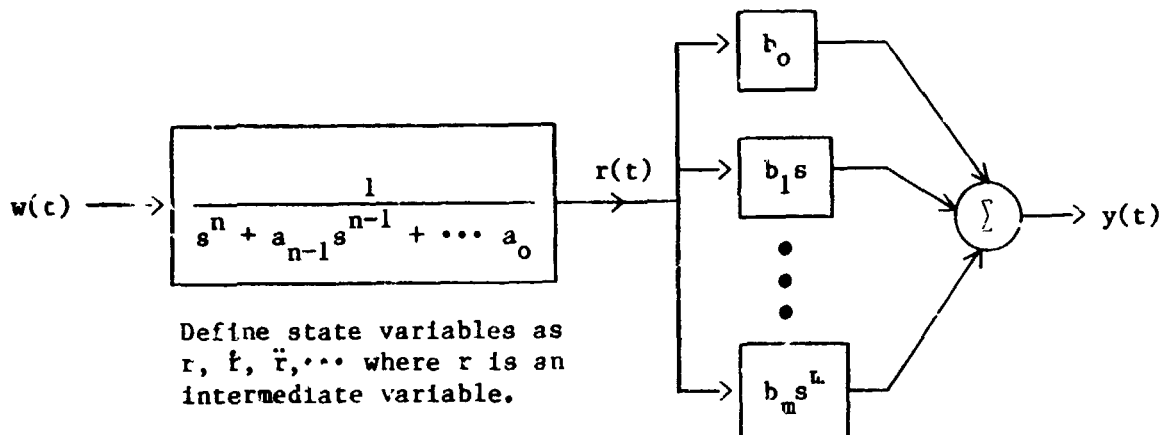 b_o
w(t)
1
s^n + a_{n-1}s^{n-1} + ··· a_o
r(t)
b_1s
Σ
y(t)
Define state variables as
r, ṙ, r̈,··· where r is an
intermediate variable.
b_ms^m